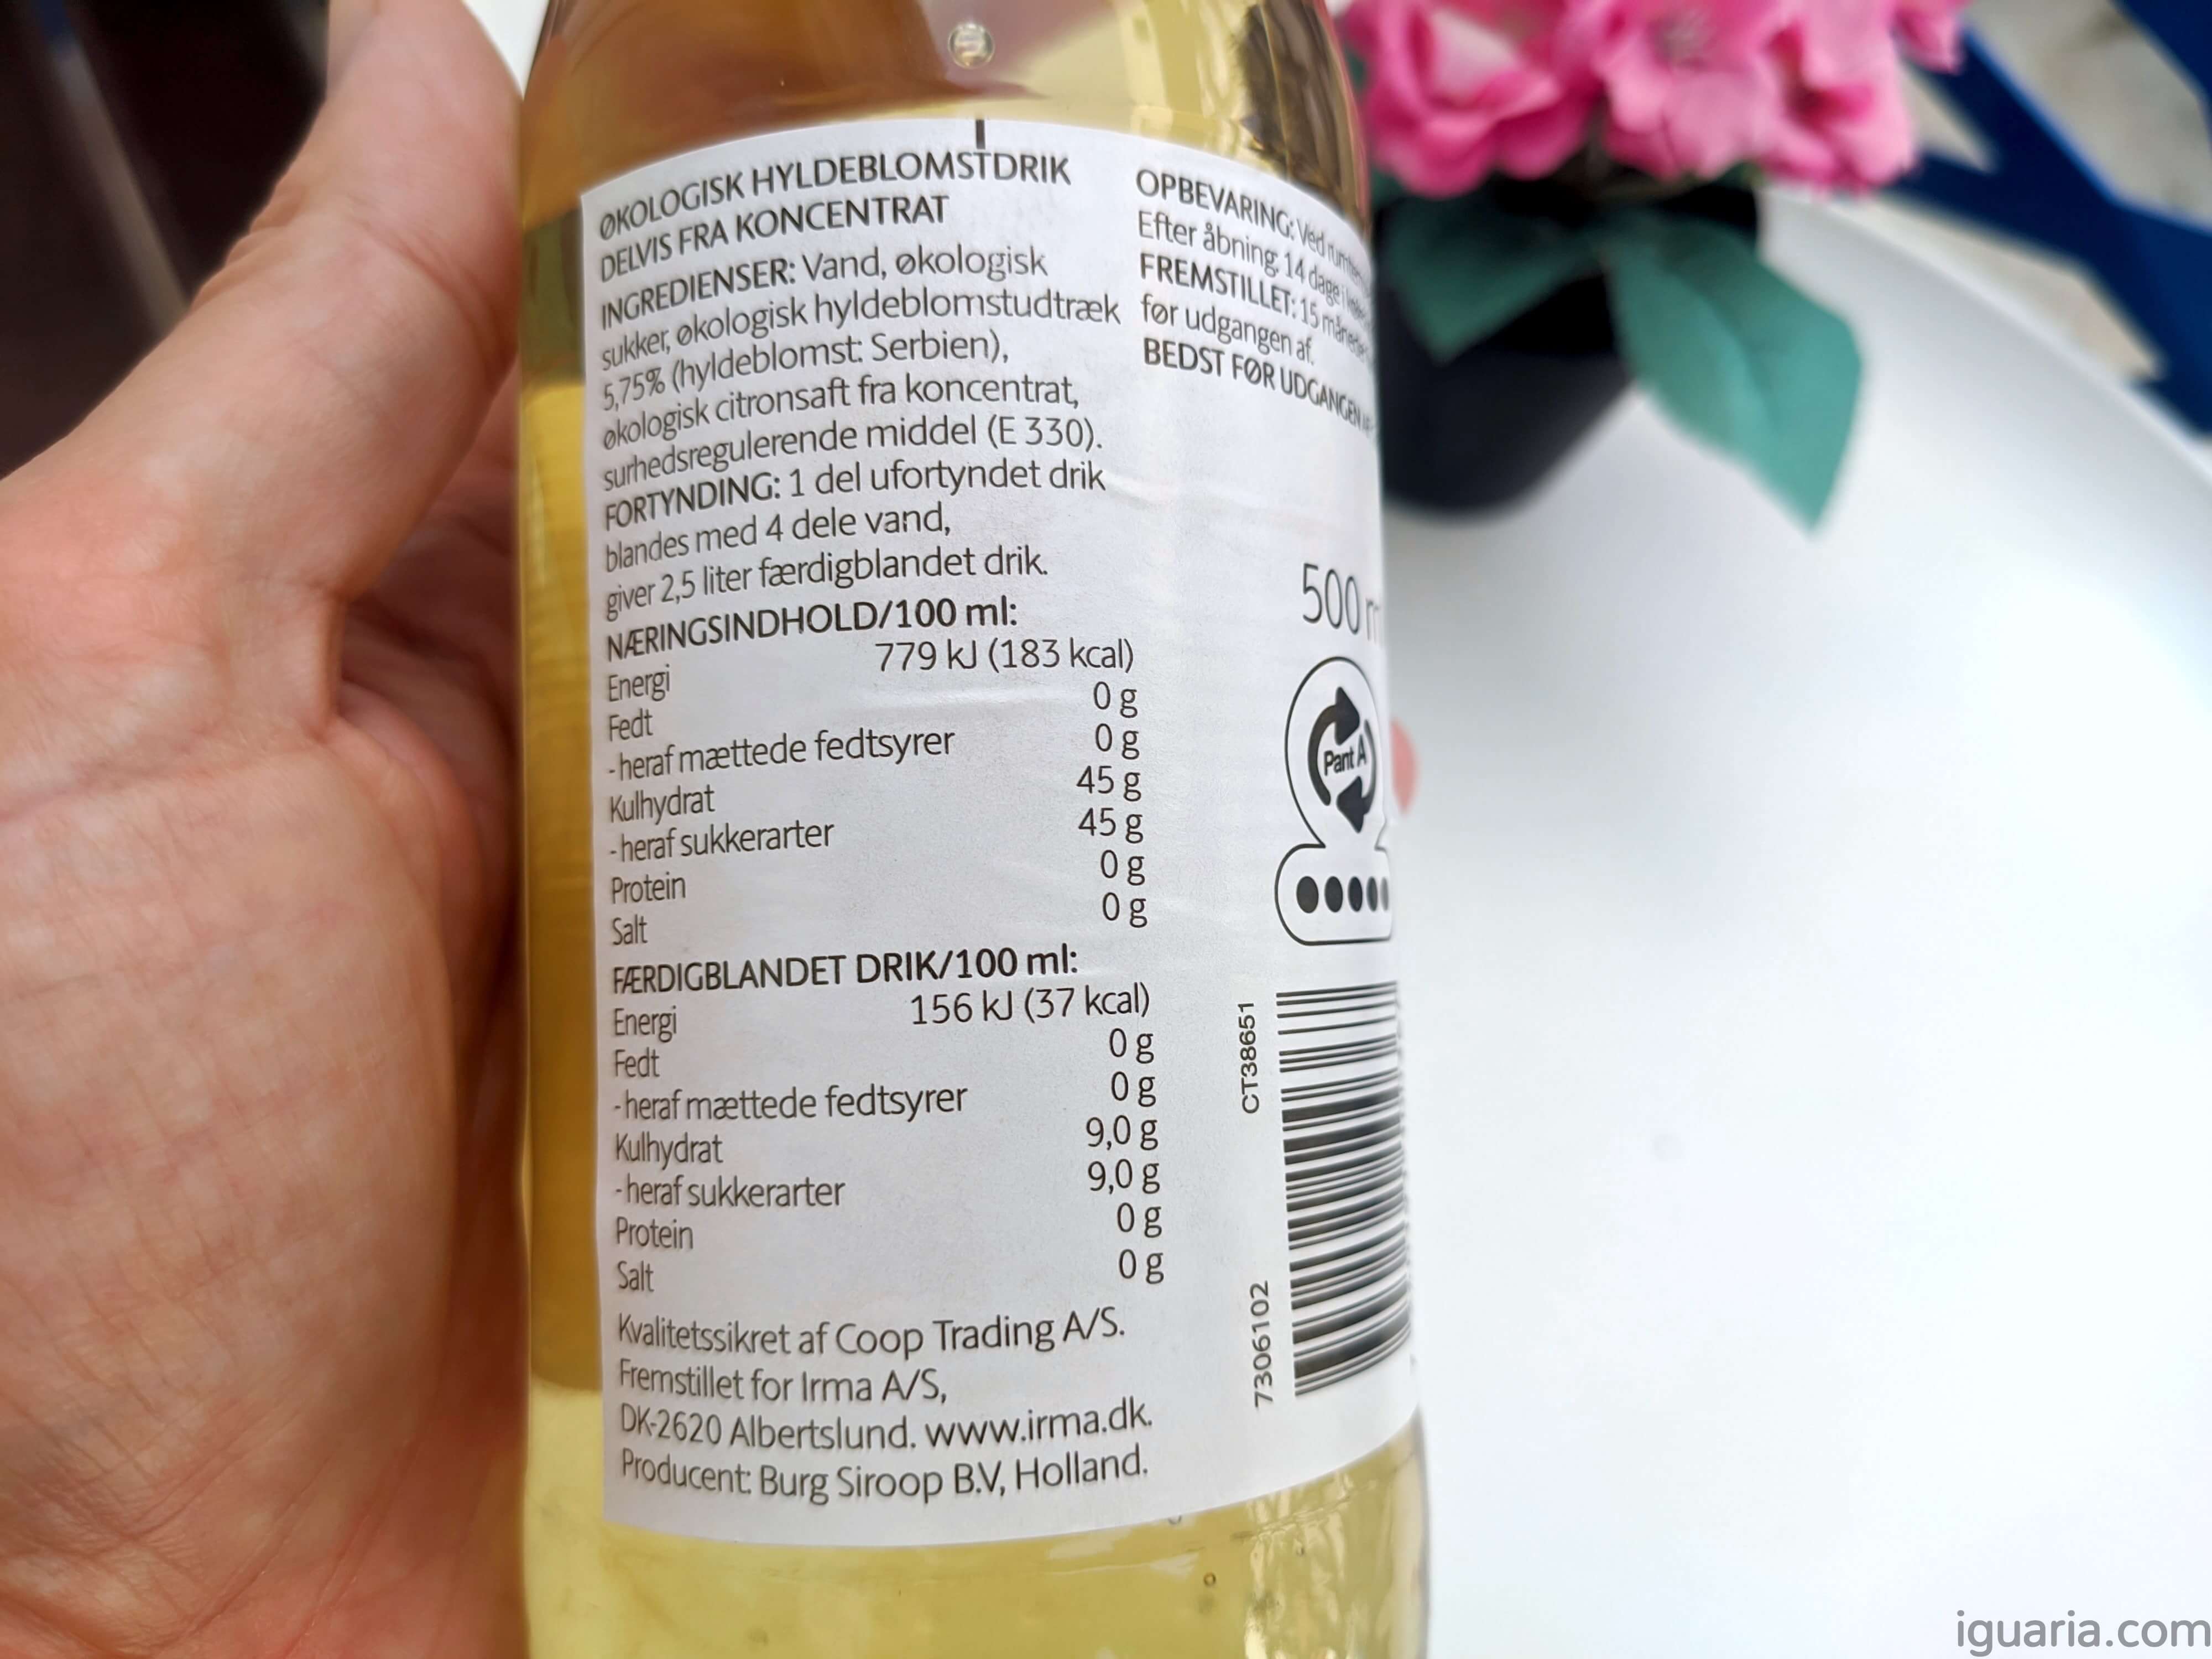 ØKOLOGISK HYLDEBLOMSTDRIK
DELVIS FRA KONCENTRAT
INGREDIENSER: Vand, økologisk
sukker, økologisk hyldeblomstudtræk
5,75% (hyldeblomst: Serbien),
økologisk citronsaft fra koncentrat,
surhedsregulerende middel (E 330).
FORTYNDING: 1 del ufortyndet drik
blandes med 4 dele vand,
giver 2,5 liter færdigblandet drik.
NÆRINGSINDHOLD/100 ml:
Energi 779 kJ (183 kcal)
Fedt 0 g
- heraf mættede fedtsyrer 0 g
Kulhydrat 45 g
- heraf sukkerarter 45 g
Protein 0 g
Salt 0 g
FÆRDIGBLANDET DRIK/100 ml:
Energi 156 kJ (37 kcal)
Fedt 0 g
- heraf mættede fedtsyrer 0 g
Kulhydrat 9,0 g
- heraf sukkerarter 9,0 g
Protein 0 g
Salt 0 g
Kvalitetssikret af Coop Trading A/S.
Fremstillet for Irma A/S,
DK-2620 Albertslund. www.irma.dk.
Producent: Burg Siroop B.V, Holland.
OPBEVARING: Ved
Efter åbning: 14 dage i
FREMSTILLET: 15
før udgangen af.
BEDST FØR UDGANGEN
500
Pant A
CT38651
7306102
iguaria.com